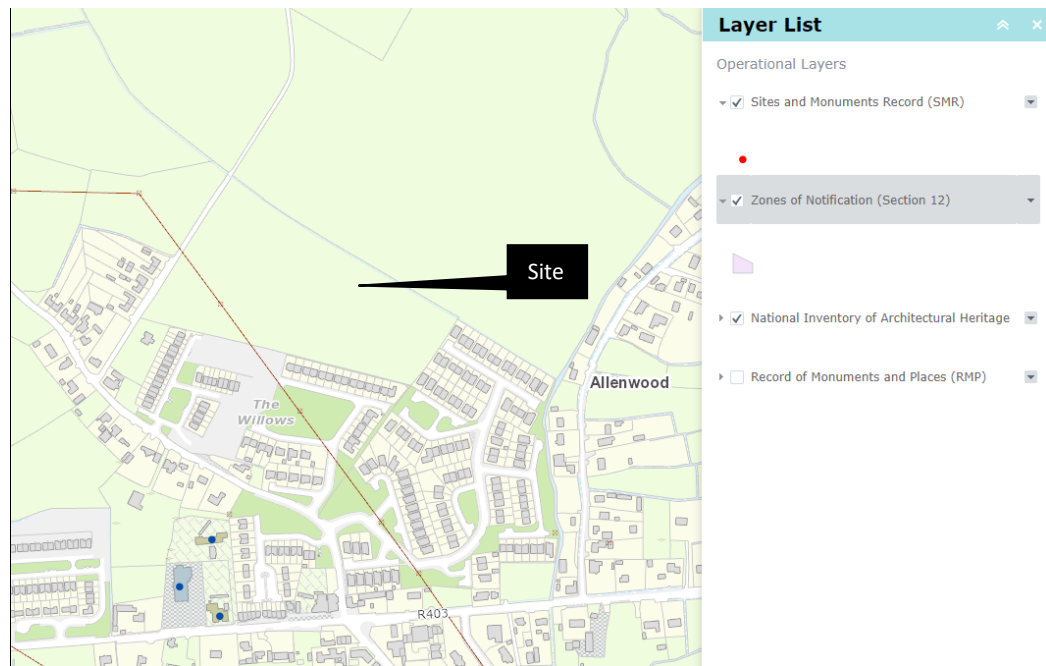 Site
Allenwood
The
Willows
R403
Layer List
Operational Layers
Sites and Monuments Record (SMR)
Zones of Notification (Section 12)
National Inventory of Architectural Heritage
Record of Monuments and Places (RMP)